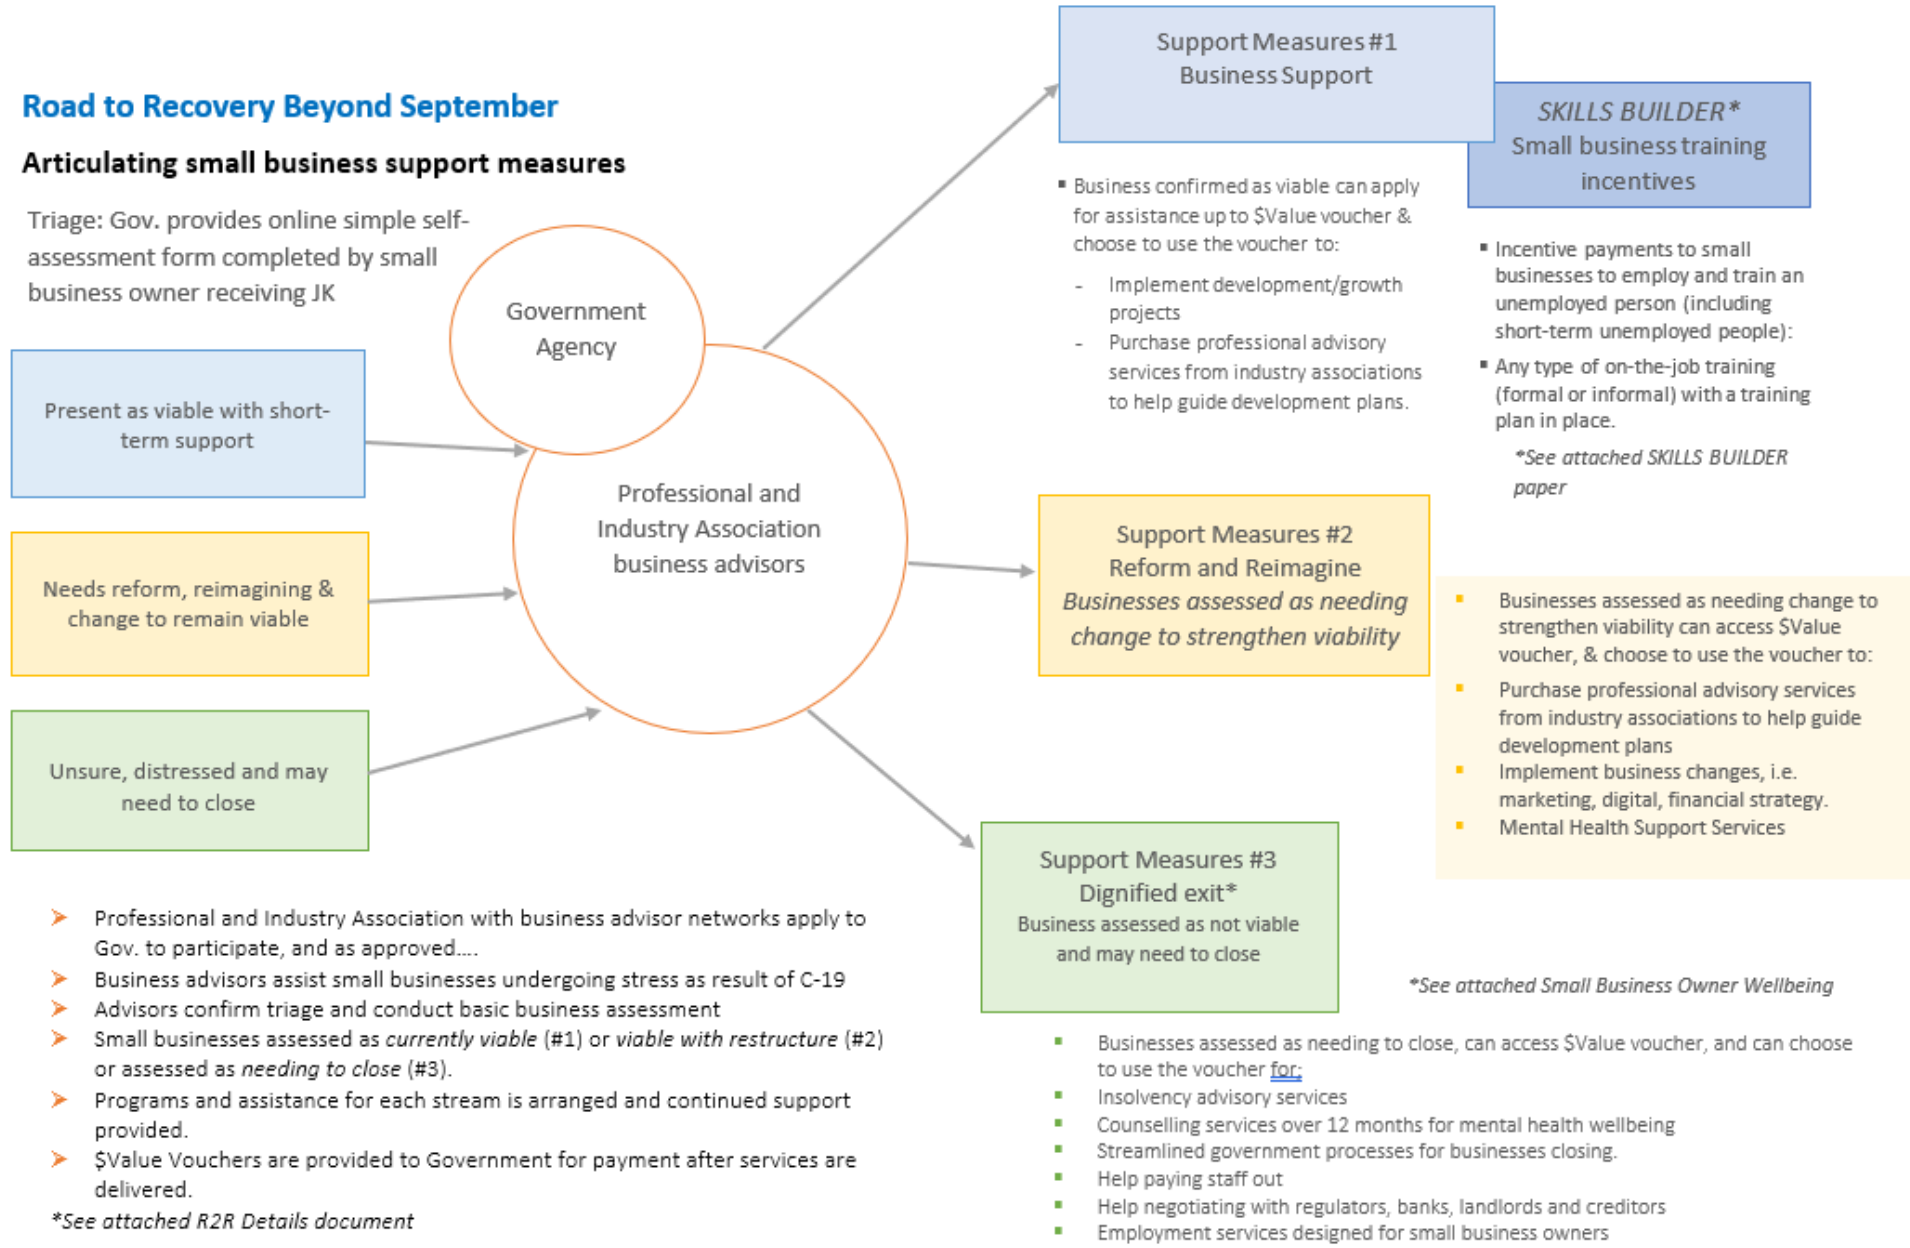 Road to Recovery Beyond September
Articulating small business support measures
Triage: Gov. provides online simple self-
assessment form completed by small
business owner receiving JK
Government
Agency
Professional and
Industry Association
business advisors
Present as viable with short-
term support
Needs reform, reimagining &
change to remain viable
Unsure, distressed and may
need to close
➢ Professional and Industry Association with business advisor networks apply to
Gov. to participate, and as approved....
➢ Business advisors assist small businesses undergoing stress as result of C-19
➢ Advisors confirm triage and conduct basic business assessment
➢ Small businesses assessed as currently viable (#1) or viable with restructure (#2)
or assessed as needing to close (#3).
➢ Programs and assistance for each stream is arranged and continued support
provided.
➢ $Value Vouchers are provided to Government for payment after services are
delivered.
*See attached R2R Details document
Support Measures #1
Business Support
▪ Business confirmed as viable can apply
for assistance up to $Value voucher &
choose to use the voucher to:
- Implement development/growth
projects
- Purchase professional advisory
services from industry associations
to help guide development plans.
SKILLS BUILDER*
Small business training
incentives
▪ Incentive payments to small
businesses to employ and train an
unemployed person (including
short-term unemployed people):
▪ Any type of on-the-job training
(formal or informal) with a training
plan in place.
*See attached SKILLS BUILDER
paper
Support Measures #2
Reform and Reimagine
Businesses assessed as needing
change to strengthen viability
▪ Businesses assessed as needing change to
strengthen viability can access $Value
voucher, & choose to use the voucher to:
▪ Purchase professional advisory services
from industry associations to help guide
development plans
▪ Implement business changes, i.e.
marketing, digital, financial strategy.
▪ Mental Health Support Services
Support Measures #3
Dignified exit*
Business assessed as not viable
and may need to close
*See attached Small Business Owner Wellbeing
▪ Businesses assessed as needing to close, can access $Value voucher, and can choose
to use the voucher for:
▪ Insolvency advisory services
▪ Counselling services over 12 months for mental health wellbeing
▪ Streamlined government processes for businesses closing.
▪ Help paying staff out
▪ Help negotiating with regulators, banks, landlords and creditors
▪ Employment services designed for small business owners